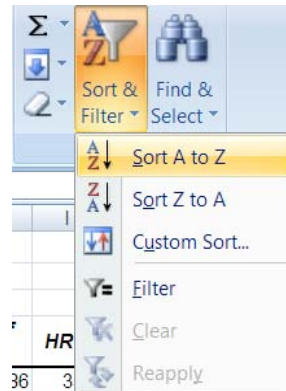 Σ
A
Z
Sort & Find &
Filter Select
A
Z Sort A to Z
Z
A Sort Z to A
Custom Sort...
Filter
I
HR Clear
36 3 Reapply